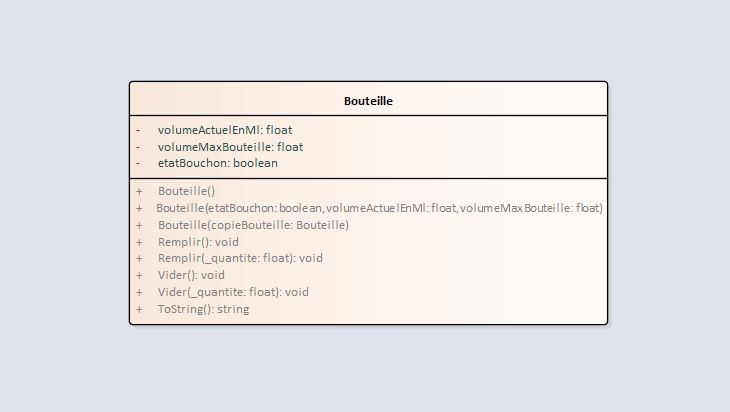 Bouteille
- volumeActuelEnMl: float
- volumeMaxBouteille: float
- etatBouchon: boolean
+ Bouteille()
+ Bouteille(etatBouchon: boolean,volumeActuelEnMl: float,volumeMaxBouteille: float)
+ Bouteille(copieBouteille: Bouteille)
+ Remplir(): void
+ Remplir(_quantite: float): void
+ Vider(): void
+ Vider(_quantite: float): void
+ ToString(): string